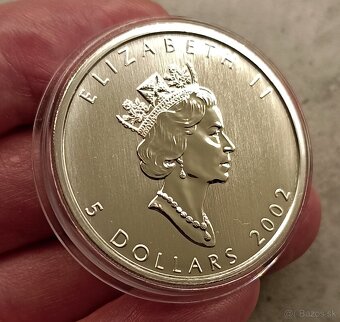 ELIZABETH II
5 DOLLARS 2002
© Bazos.sk